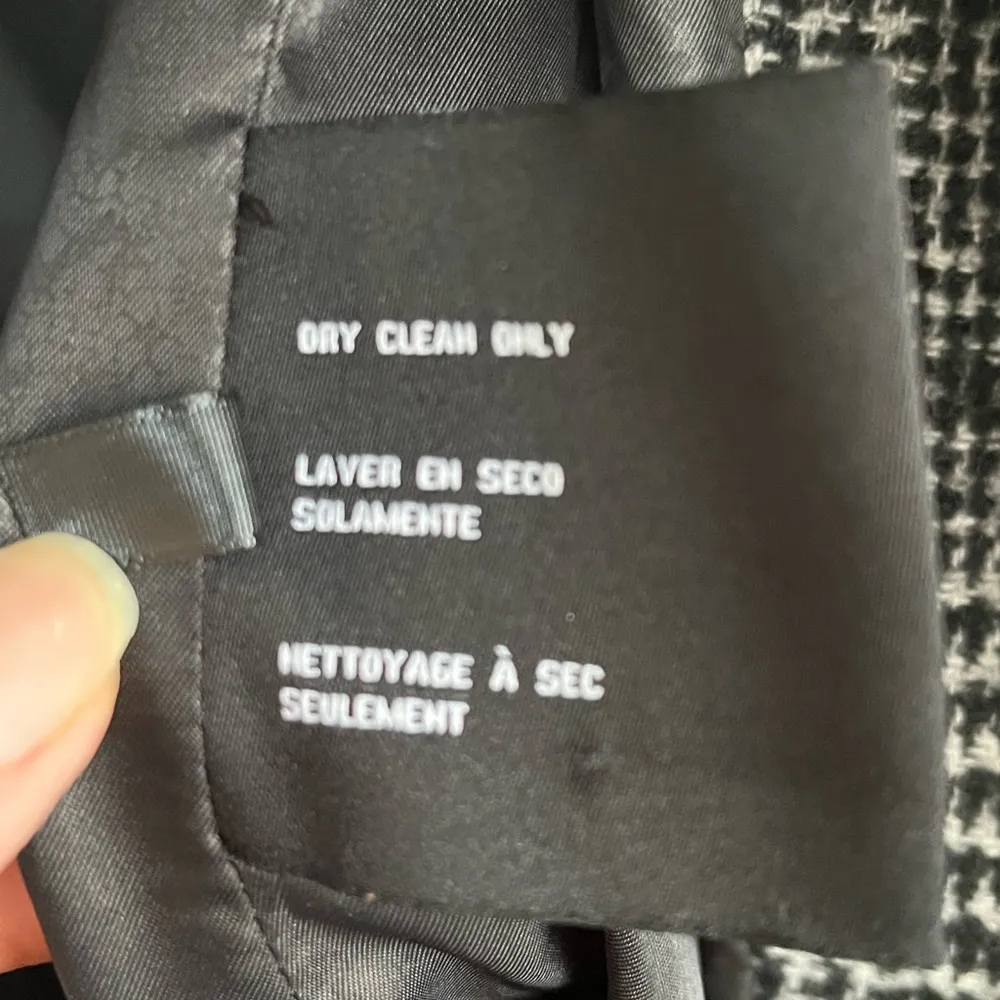 DRY CLEAN ONLY
LAVER EN SECO
SOLAMENTE
NETTOYAGE À SEC
SEULEMENT